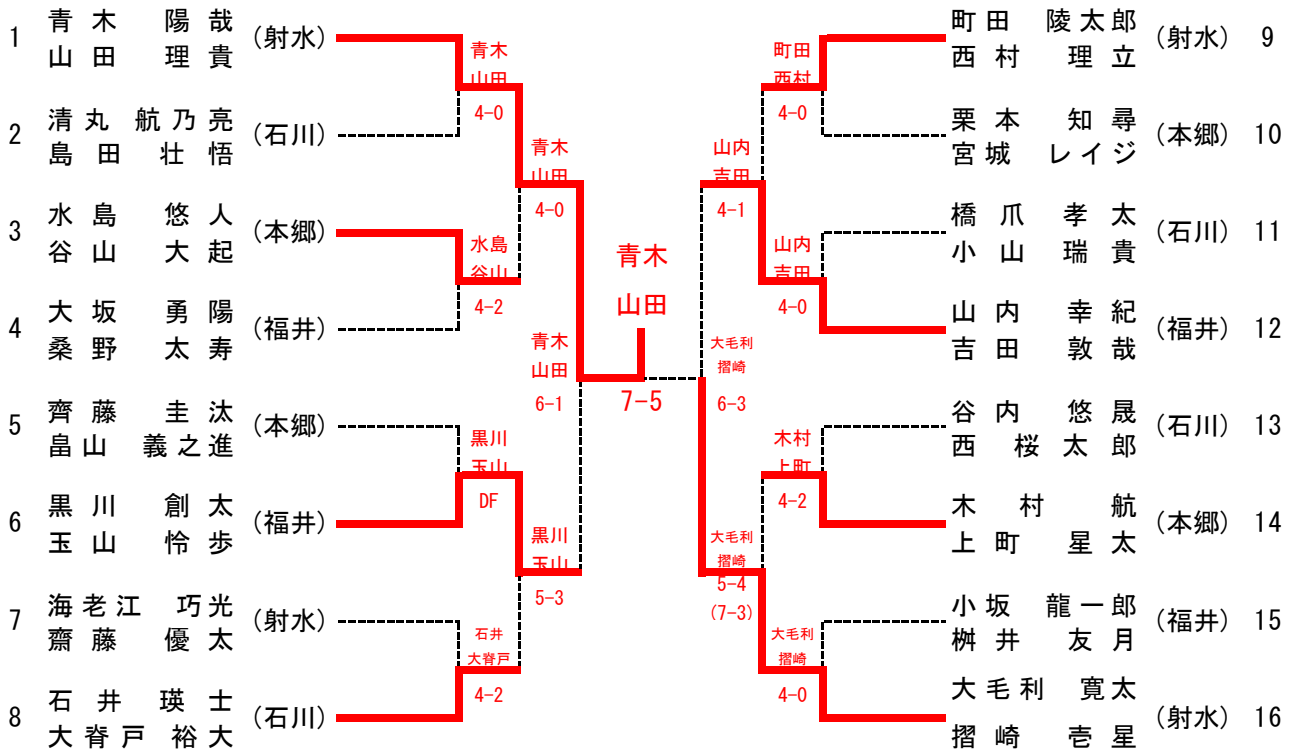 1 青木 陽哉 (射水)
山田 理貴
2 清丸 航乃亮 (石川)
島田 壮悟
3 水島 悠人 (本郷)
谷山 大起
4 大坂 勇陽 (福井)
桑野 太寿
5 齊藤 圭汰 (本郷)
畠山 義之進
6 黒川 創太 (福井)
玉山 怜歩
7 海老江 巧光 (射水)
齋藤 優太
8 石井 瑛士 (石川)
大脊戸 裕大
青木
山田
4-0
水島
谷山
4-2
黒川
玉山
DF
石井
大脊戸
4-2
青木
山田
4-0
黒川
玉山
5-3
青木
山田
6-1
青木
山田
7-5
大毛利
摺崎
6-3
山内
吉田
4-1
大毛利
摺崎
5-4
(7-3)
町田
西村
4-0
山内
吉田
4-0
木村
上町
4-2
大毛利
摺崎
4-0
町田 陵太郎 (射水) 9
西村 理立
栗本 知尋 (本郷) 10
宮城 レイジ
橋爪 孝太 (石川) 11
小山 瑞貴
山内 幸紀 (福井) 12
吉田 敦哉
谷内 悠晟 (石川) 13
西 桜太郎
木村 航 (本郷) 14
上町 星太
小坂 龍一郎 (福井) 15
桝井 友月
大毛利 寛太 (射水) 16
摺崎 壱星